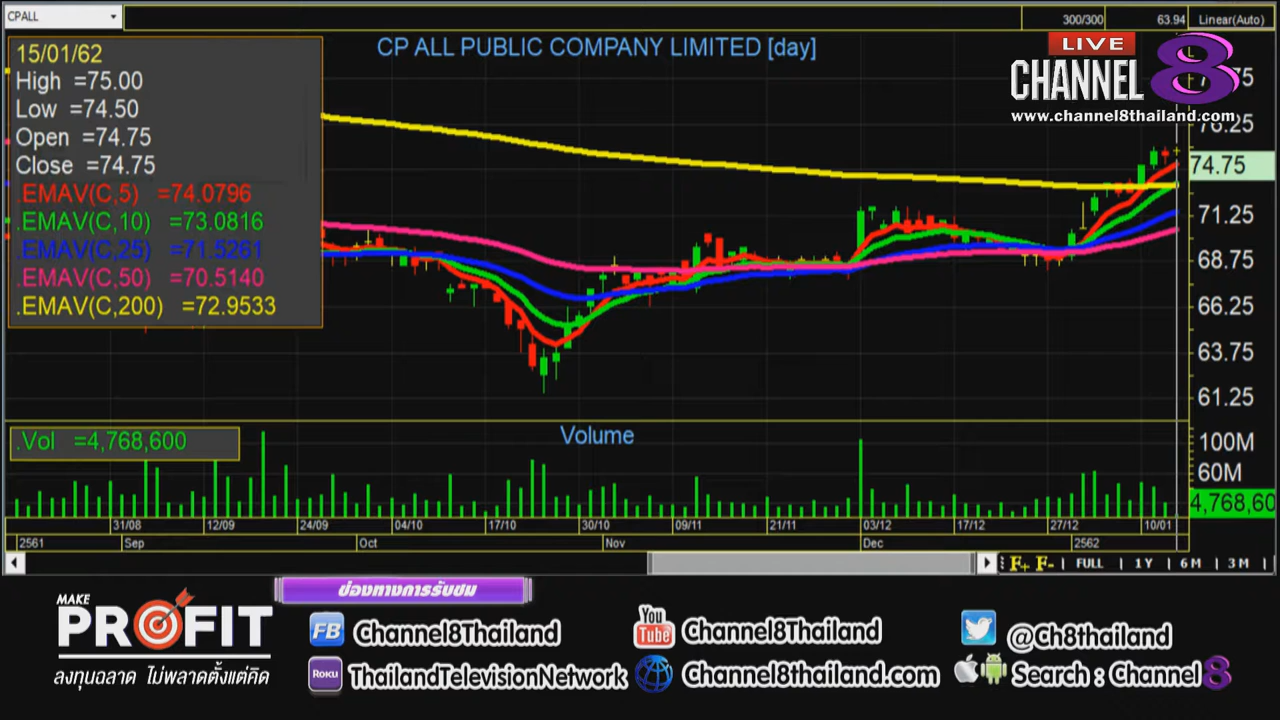 CPALL
300/300
63.94
Linear(Auto)
CP ALL PUBLIC COMPANY LIMITED [day]
LIVE
CHANNEL 8
www.channel8thailand.com
15/01/62
High =75.00
Low =74.50
Open =74.75
Close =74.75
.EMAV(C,5) =74.0796
.EMAV(C,10) =73.0816
.EMAV(C,25) =71.5261
.EMAV(C,50) =70.5140
.EMAV(C,200) =72.9533
76.25
74.75
71.25
68.75
66.25
63.75
61.25
Volume
.Vol =4,768,600
100M
60M
4,768,60
31/08 12/09 24/09 04/10 17/10 30/10 09/11 21/11 03/12 17/12 27/12 10/01
2561 Sep Oct Nov Dec 2562
F+ F- FULL 1Y 6M 3M
MAKE
PROFIT
ลงทุนฉลาด ไม่พลาดตั้งแต่คิด
ช่องทางการรับชม
FB Channel8Thailand
You Tube Channel8Thailand
@Ch8thailand
ROKU ThailandTelevisionNetwork
Channel8thailand.com
Search : Channel 8